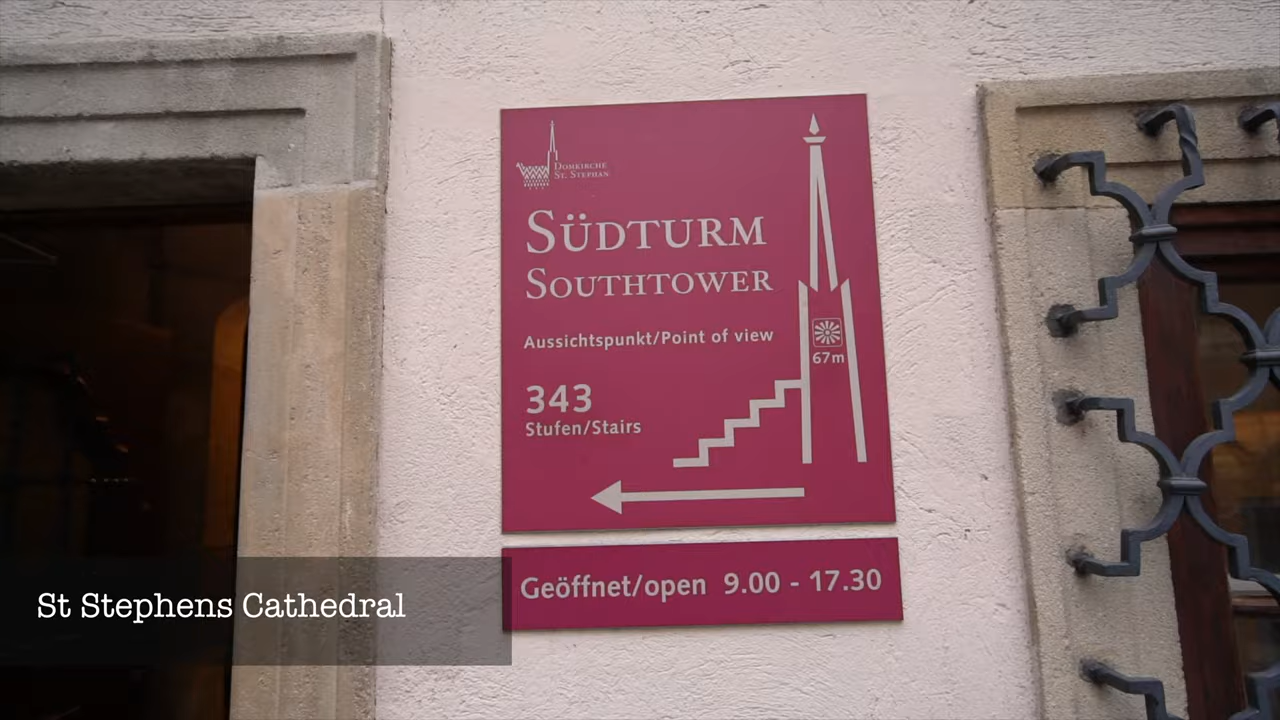 DOMKIRCHE
ST. STEPHAN
SÜDTURM
SOUTHTOWER
Aussichtspunkt/Point of view
67m
343
Stufen/Stairs
Geöffnet/open 9.00 - 17.30
St Stephens Cathedral